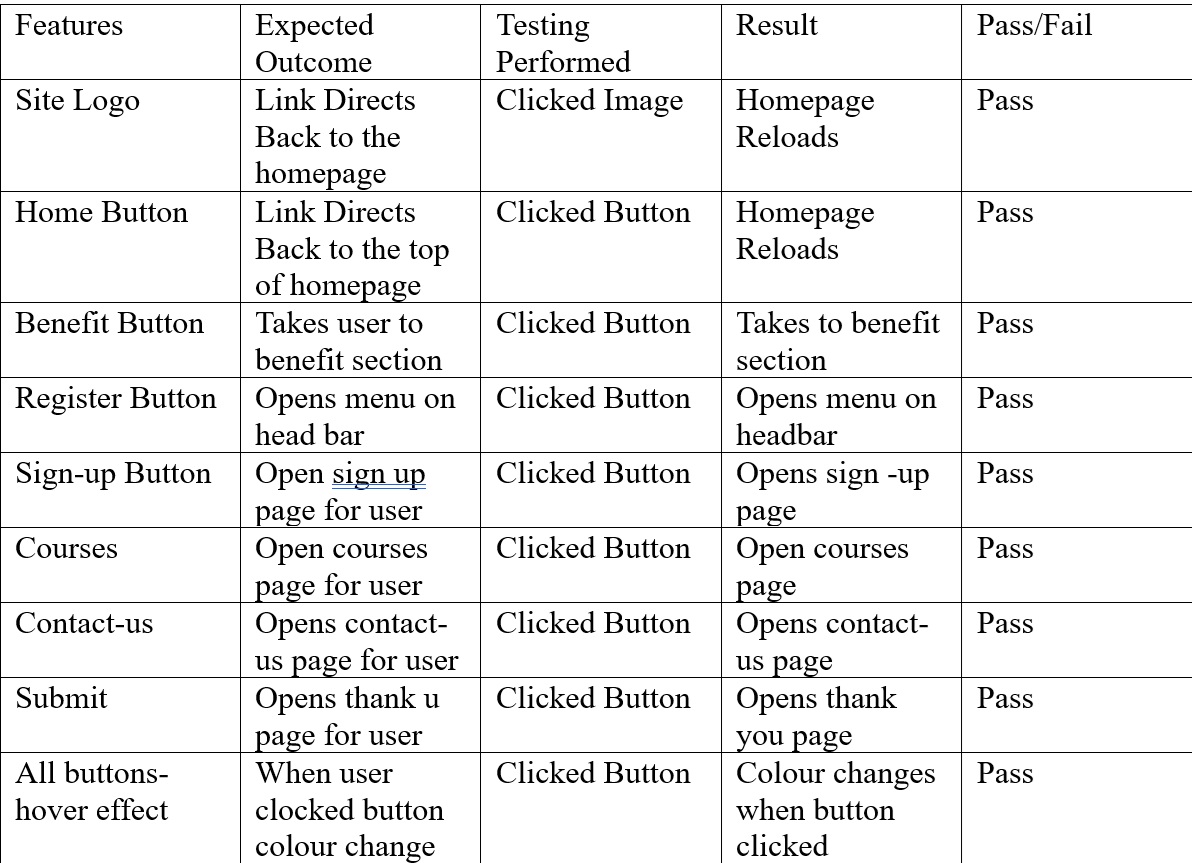 Features
Expected
Outcome
Testing
Performed
Result
Pass/Fail
Site Logo
Link Directs
Back to the
homepage
Clicked Image
Homepage
Reloads
Pass
Home Button
Link Directs
Back to the top
of homepage
Clicked Button
Homepage
Reloads
Pass
Benefit Button
Takes user to
benefit section
Clicked Button
Takes to benefit
section
Pass
Register Button
Opens menu on
head bar
Clicked Button
Opens menu on
headbar
Pass
Sign-up Button
Open sign up
page for user
Clicked Button
Opens sign -up
page
Pass
Courses
Open courses
page for user
Clicked Button
Open courses
page
Pass
Contact-us
Opens contact-
us page for user
Clicked Button
Opens contact-
us page
Pass
Submit
Opens thank u
page for user
Clicked Button
Opens thank
you page
Pass
All buttons-
hover effect
When user
clocked button
colour change
Clicked Button
Colour changes
when button
clicked
Pass